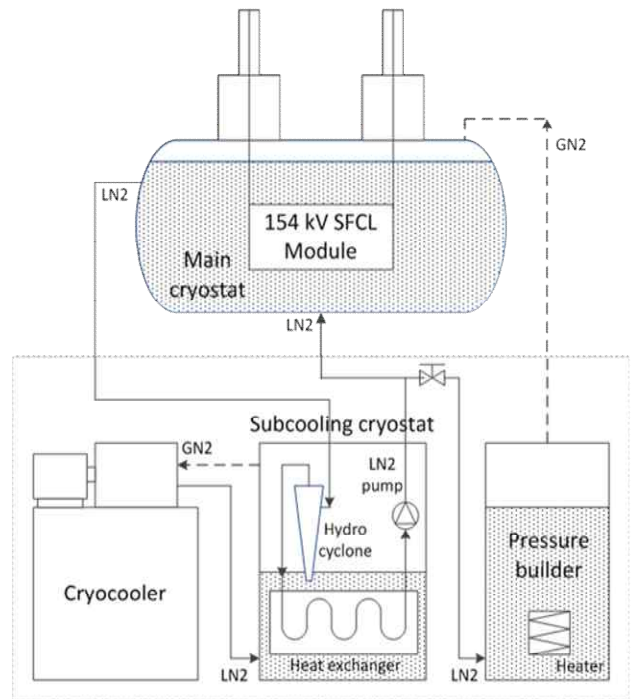 GN2
LN2
154 kV SFCL
Module
Main
cryostat
LN2
Subcooling cryostat
GN2
LN2
pump
Hydro
cyclone
Pressure
builder
Cryocooler
Heat exchanger
Heater
LN2
LN2